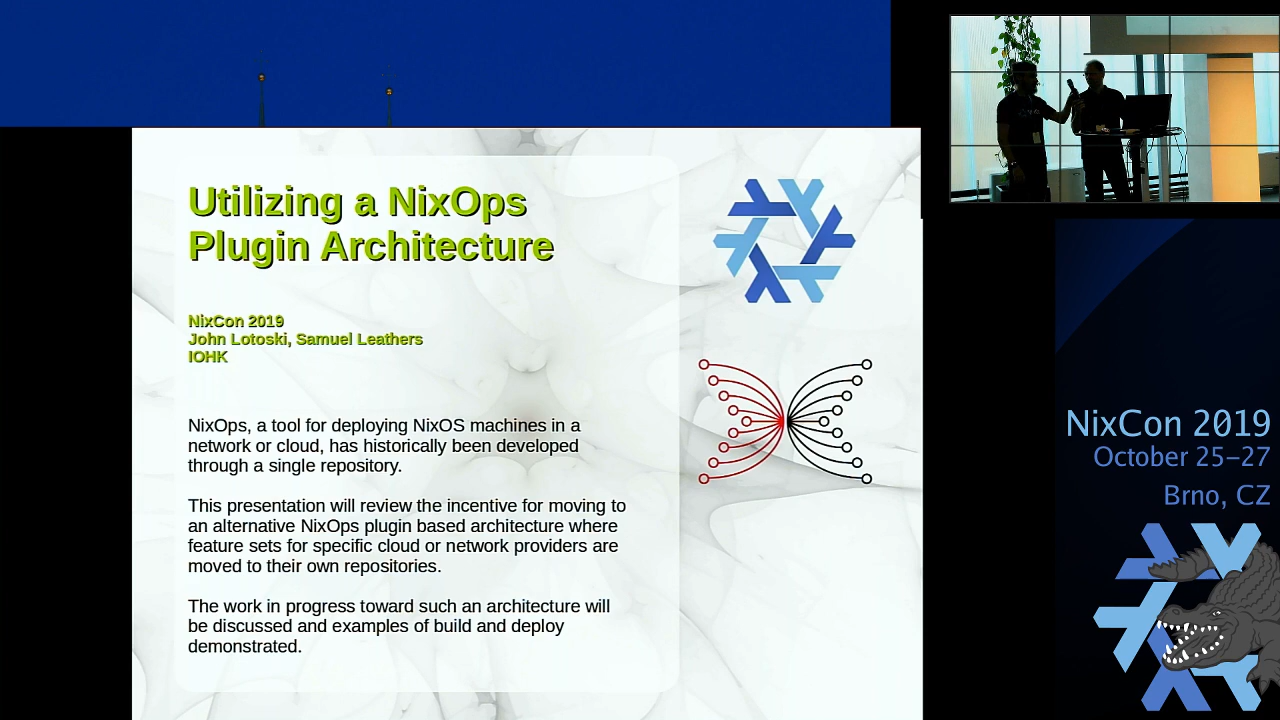 Utilizing a NixOps
Plugin Architecture
NixCon 2019
John Lotoski, Samuel Leathers
IOHK
NixOps, a tool for deploying NixOS machines in a
network or cloud, has historically been developed
through a single repository.
This presentation will review the incentive for moving to
an alternative NixOps plugin based architecture where
feature sets for specific cloud or network providers are
moved to their own repositories.
The work in progress toward such an architecture will
be discussed and examples of build and deploy
demonstrated.
NixCon 2019
October 25–27
Brno, CZ